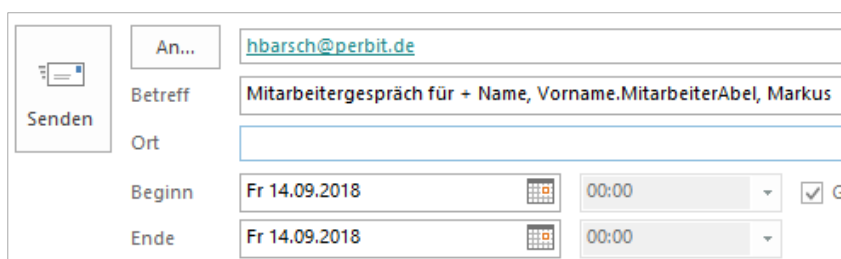 An...
hbarsch@perbit.de
Senden
Betreff
Mitarbeitergespräch für + Name, Vorname.MitarbeiterAbel, Markus
Ort
Beginn
Fr 14.09.2018
00:00
Ende
Fr 14.09.2018
00:00